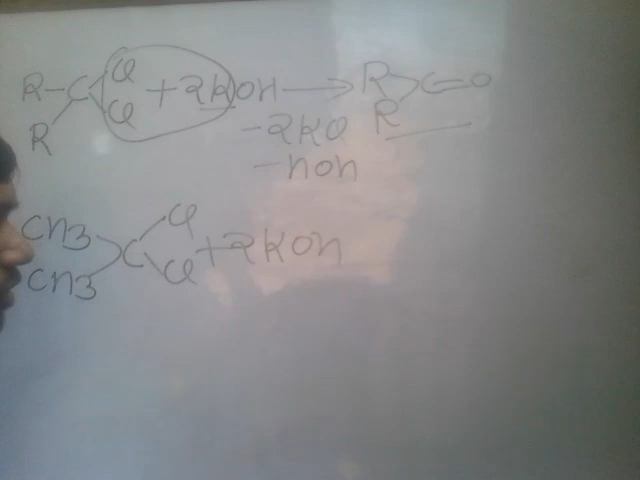 R-C Cl + 2KOH → R C=O
R Cl -2KCl R
-HOH
CH3 C Cl + 2KOH
CH3 Cl